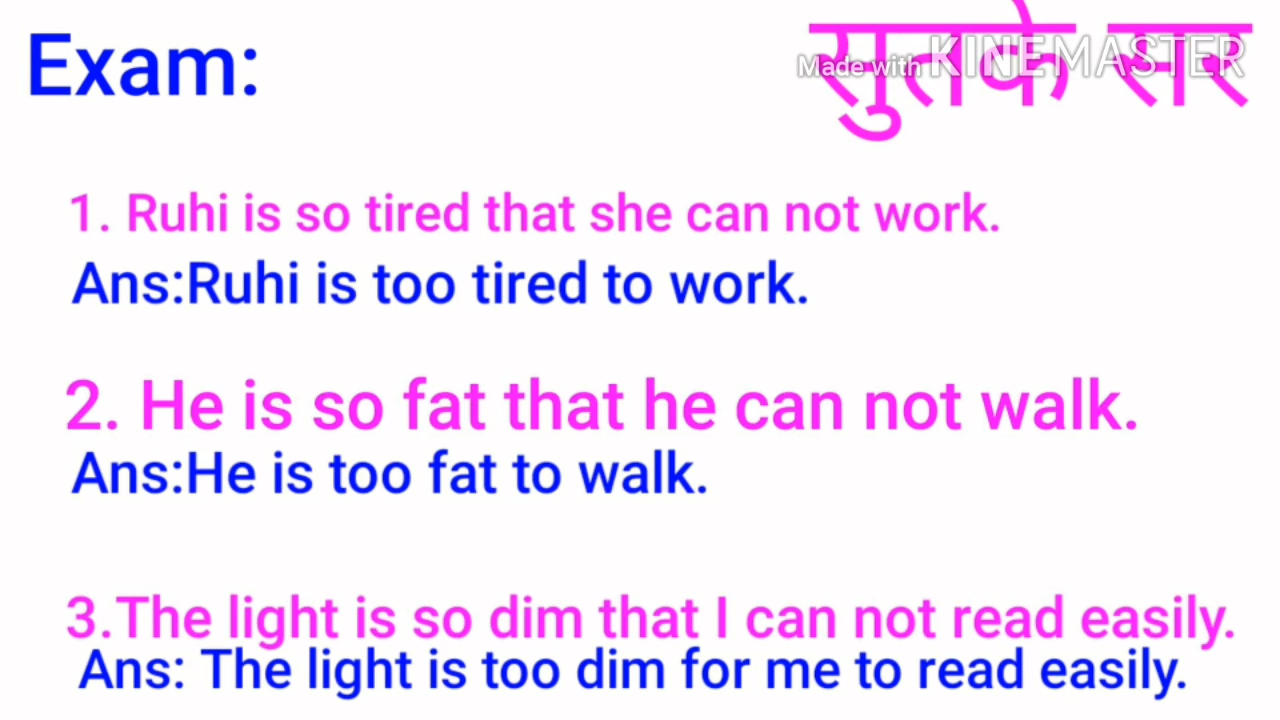 Exam:
सुतके सर
Made with KINEMASTER
1. Ruhi is so tired that she can not work.
Ans:Ruhi is too tired to work.
2. He is so fat that he can not walk.
Ans:He is too fat to walk.
3.The light is so dim that I can not read easily.
Ans: The light is too dim for me to read easily.